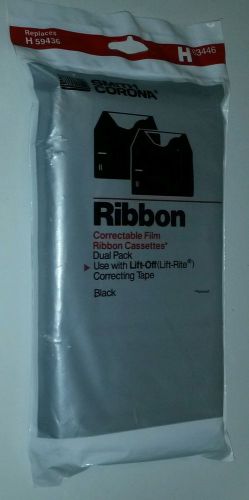 Replaces
H 59436
H 63446
SMITH
CORONA®
Ribbon
Correctable Film
Ribbon Cassettes*
Dual Pack
Use with Lift-Off(Lift-Rite®)
Correcting Tape
Black